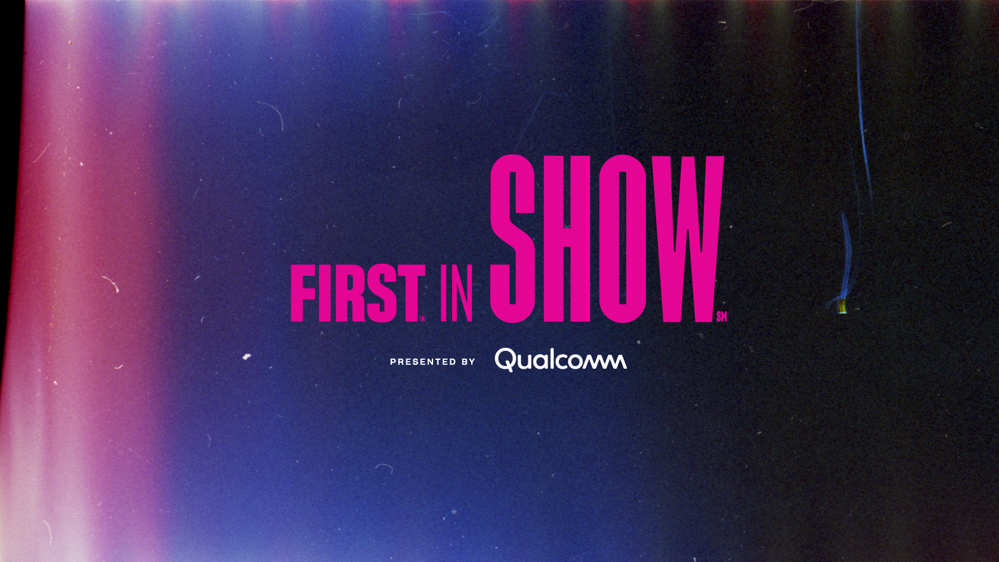 FIRST® IN SHOW℠
PRESENTED BY Qualcomm